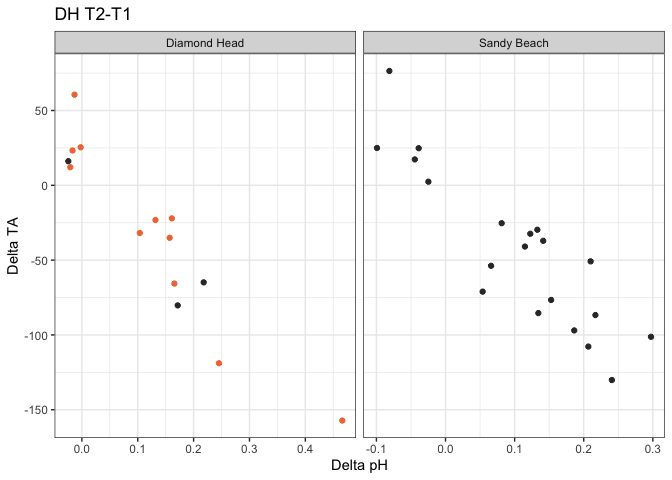 DH T2-T1
Diamond Head
Sandy Beach
50
0
-50
-100
-150
Delta TA
0.0 0.1 0.2 0.3 0.4
-0.1 0.0 0.1 0.2 0.3
Delta pH